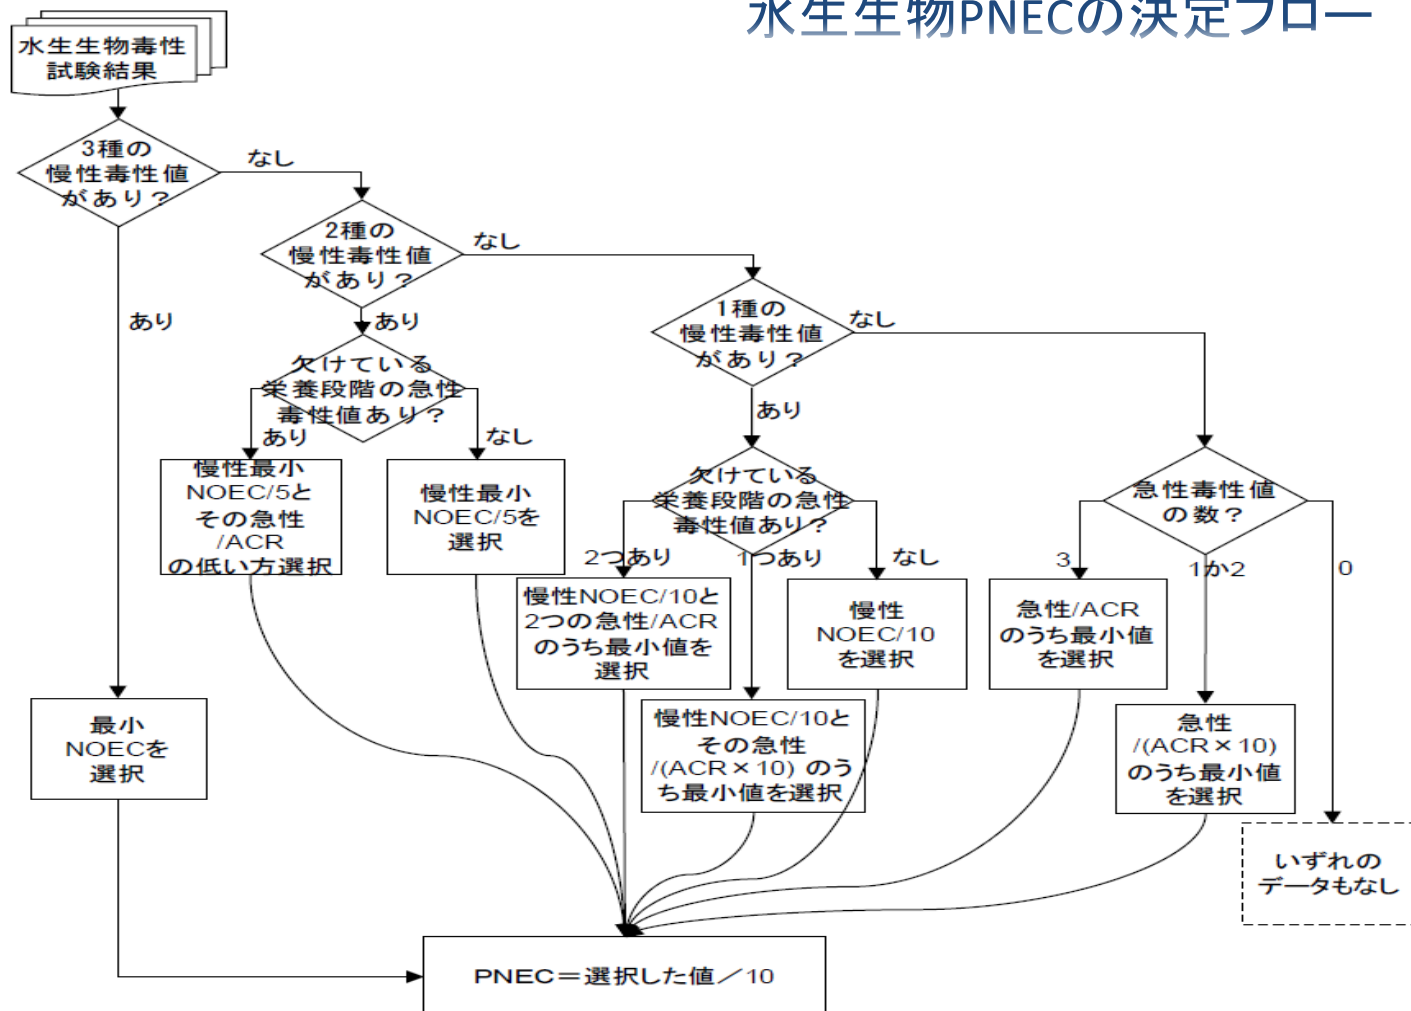 水生生物PNECの決定フロー
水生生物毒性
試験結果
3種の
慢性毒性値
があり？
なし
あり
2種の
慢性毒性値
があり？
なし
あり
欠けている
栄養段階の急性
毒性値あり？
あり
なし
慢性最小
NOEC/5と
その急性
/ACR
の低い方選択
慢性最小
NOEC/5を
選択
1種の
慢性毒性値
があり？
なし
あり
欠けている
栄養段階の急性
毒性値あり？
2つあり
1つあり
なし
慢性NOEC/10と
2つの急性/ACR
のうち最小値を
選択
慢性NOEC/10と
その急性
/(ACR×10) のう
ち最小値を選択
慢性
NOEC/10
を選択
急性毒性値
の数？
3
1か2
0
急性/ACR
のうち最小値
を選択
急性
/(ACR×10)
のうち最小値
を選択
いずれの
データもなし
最小
NOECを
選択
PNEC＝選択した値／10